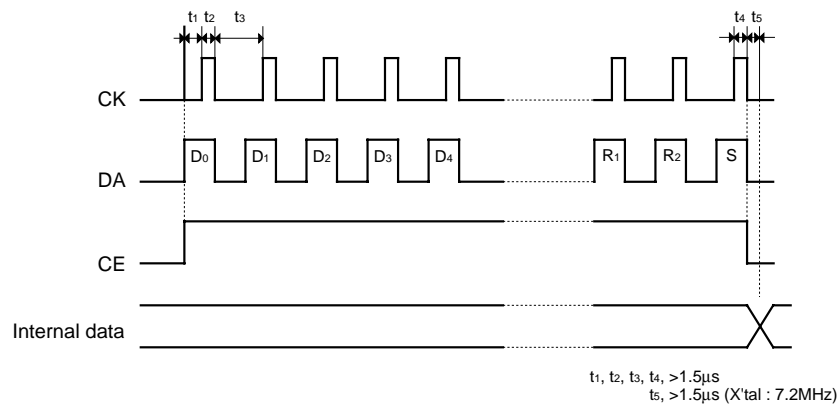 t1 t2 t3 t4 t5
CK
D0 D1 D2 D3 D4 R1 R2 S
DA
CE
Internal data
t1, t2, t3, t4, >1.5μs
t5, >1.5μs (X'tal : 7.2MHz)